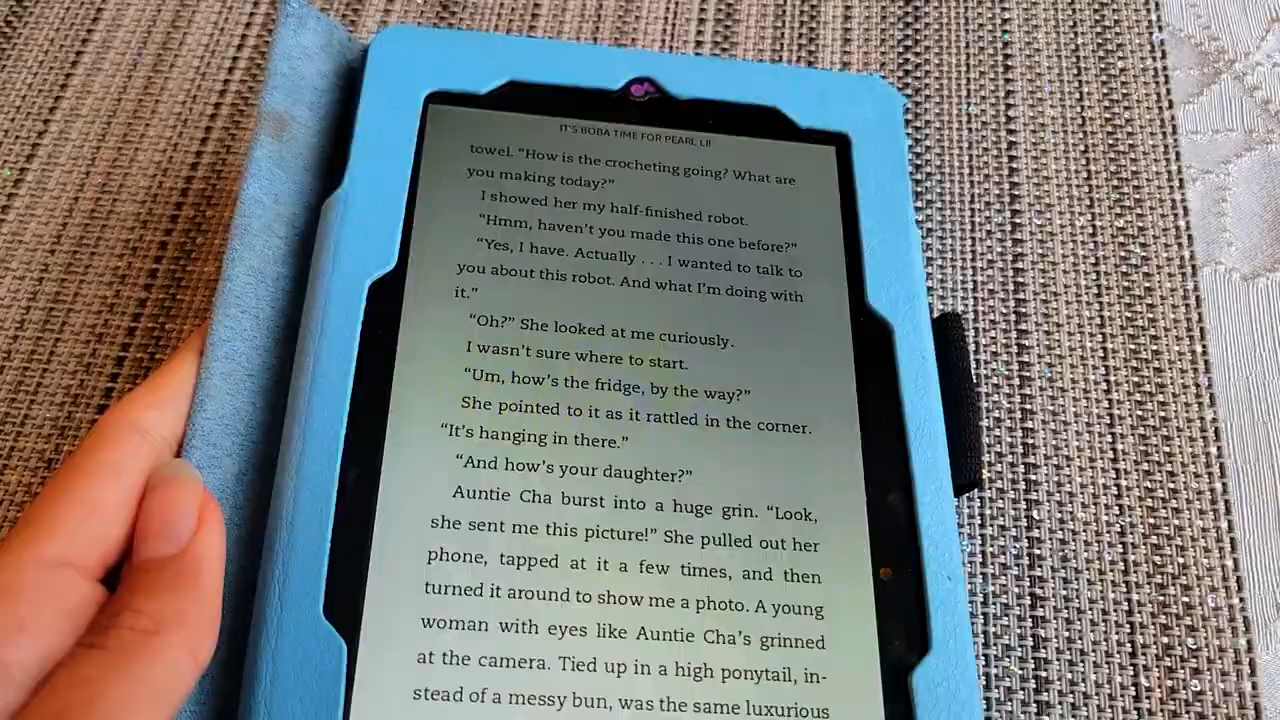 IT'S BOBA TIME FOR PEARL LI!
towel. “How is the crocheting going? What are
you making today?”
I showed her my half-finished robot.
“Hmm, haven’t you made this one before?”
“Yes, I have. Actually . . . I wanted to talk to
you about this robot. And what I’m doing with
it.”
“Oh?” She looked at me curiously.
I wasn’t sure where to start.
“Um, how’s the fridge, by the way?”
She pointed to it as it rattled in the corner.
“It’s hanging in there.”
“And how’s your daughter?”
Auntie Cha burst into a huge grin. “Look,
she sent me this picture!” She pulled out her
phone, tapped at it a few times, and then
turned it around to show me a photo. A young
woman with eyes like Auntie Cha’s grinned
at the camera. Tied up in a high ponytail, in-
stead of a messy bun, was the same luxurious